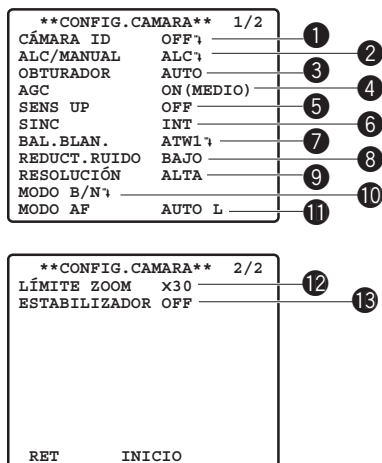 **CONFIG.CAMARA** 1/2
CÁMARA ID OFF↴ 1
ALC/MANUAL ALC↴ 2
OBTURADOR AUTO 3
AGC ON(MEDIO) 4
SENS UP OFF 5
SINC INT 6
BAL.BLAN. ATW1↴ 7
REDUCT.RUIDO BAJO 8
RESOLUCIÓN ALTA 9
MODO B/N↴ 10
MODO AF AUTO L 11
**CONFIG.CAMARA** 2/2
LÍMITE ZOOM x30 12
ESTABILIZADOR OFF 13
RET INICIO